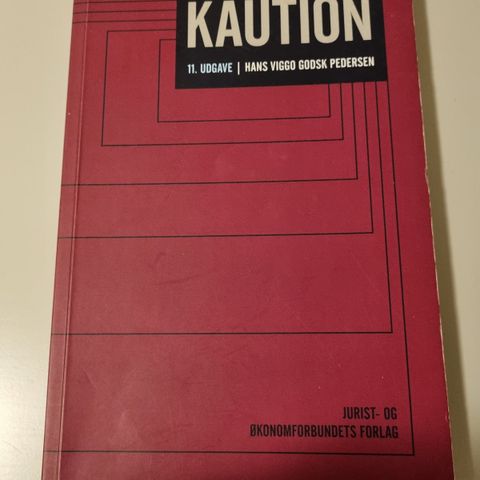 KAUTION
11. UDGAVE | HANS VIGGO GODSK PEDERSEN
JURIST- OG
ØKONOMFORBUNDETS FORLAG